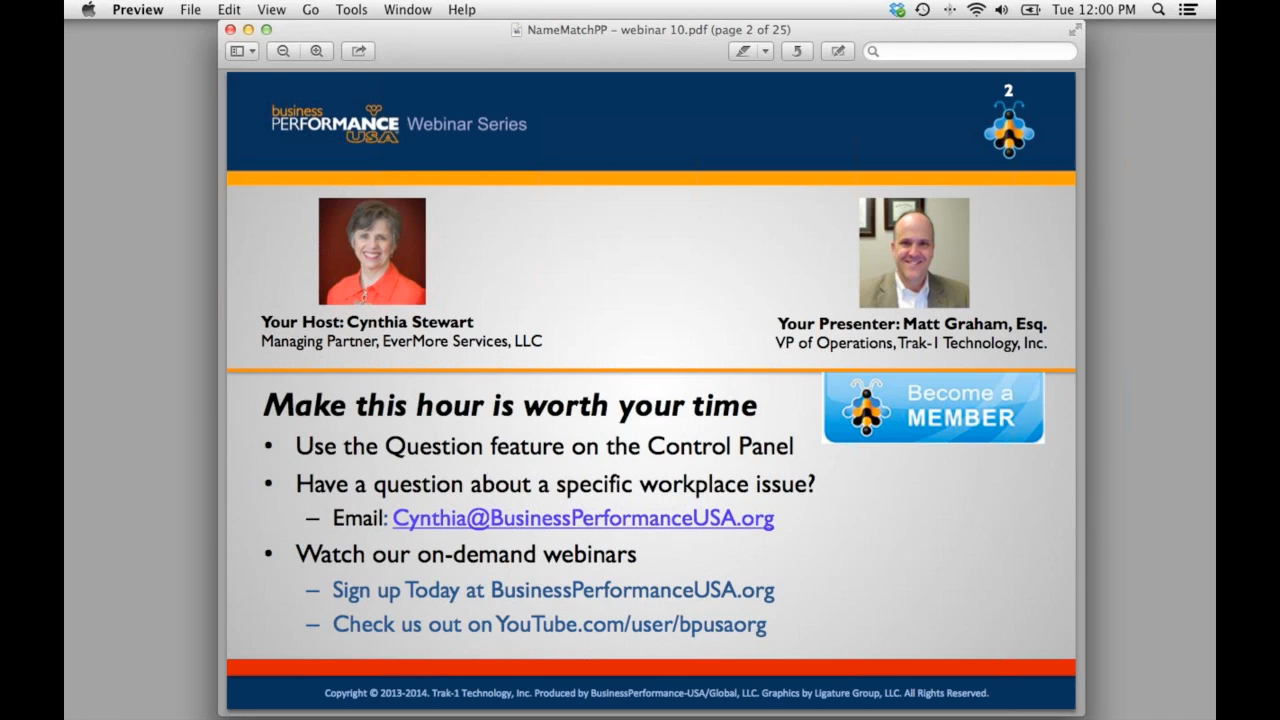 Preview File Edit View Go Tools Window Help Tue 12:00 PM
NameMatchPP – webinar 10.pdf (page 2 of 25)
2
business
PERFORMANCE
USA
Webinar Series
Your Host: Cynthia Stewart
Managing Partner, EverMore Services, LLC
Your Presenter: Matt Graham, Esq.
VP of Operations, Trak-1 Technology, Inc.
Make this hour is worth your time
Become a
MEMBER
• Use the Question feature on the Control Panel
• Have a question about a specific workplace issue?
– Email: Cynthia@BusinessPerformanceUSA.org
• Watch our on-demand webinars
– Sign up Today at BusinessPerformanceUSA.org
– Check us out on YouTube.com/user/bpusaorg
Copyright © 2013-2014. Trak-1 Technology, Inc. Produced by BusinessPerformance-USA/Global, LLC. Graphics by Ligature Group, LLC. All Rights Reserved.